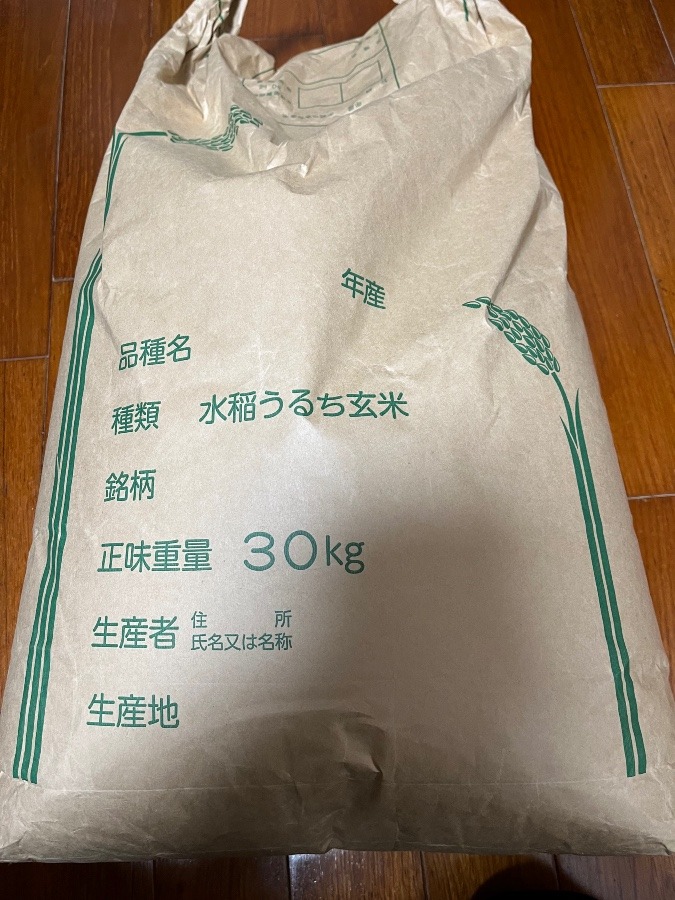 年産
品種名
種類 水稲うるち玄米
銘柄
正味重量 30kg
生産者 住 所
氏名又は名称
生産地